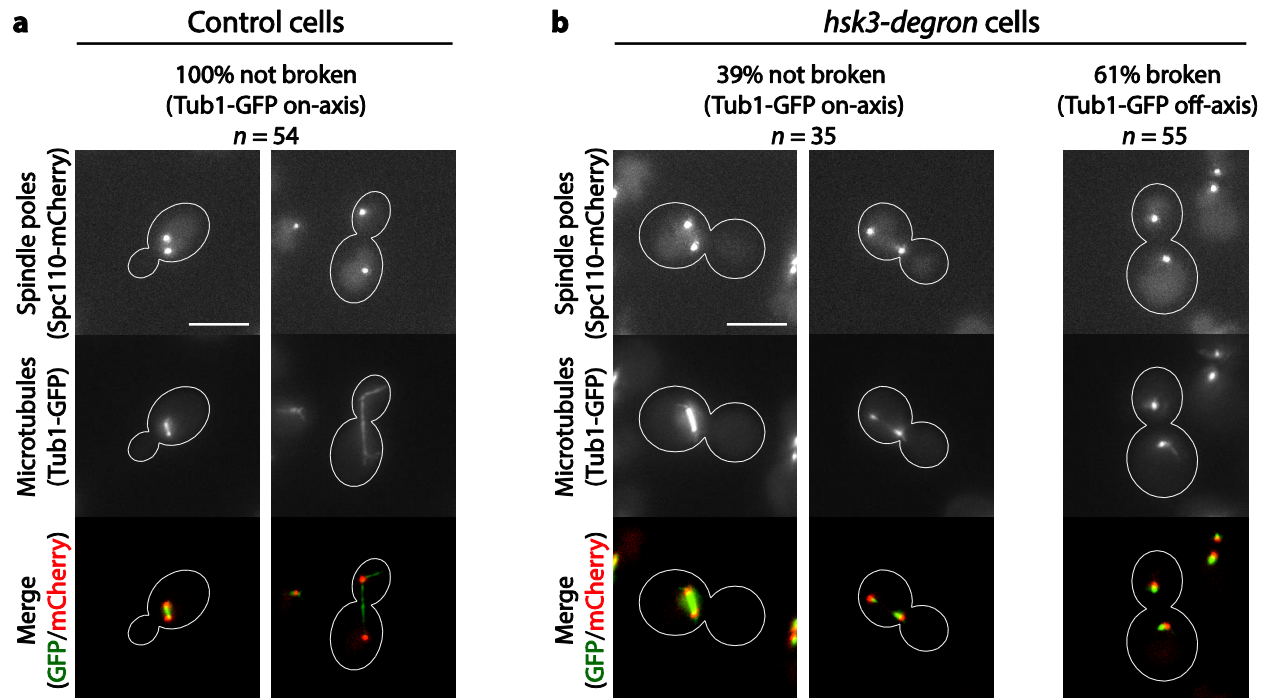 a
Control cells
100% not broken
(Tub1-GFP on-axis)
n = 54
Spindle poles
(Spc110-mCherry)
Microtubules
(Tub1-GFP)
Merge
(GFP/mCherry)
b
hsk3-degron cells
39% not broken
(Tub1-GFP on-axis)
n = 35
61% broken
(Tub1-GFP off-axis)
n = 55
Spindle poles
(Spc110-mCherry)
Microtubules
(Tub1-GFP)
Merge
(GFP/mCherry)